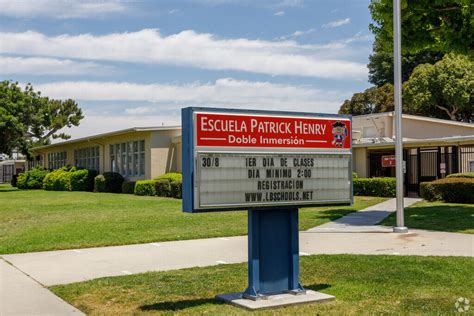 ESCUELA PATRICK HENRY
Doble Inmersión
30/8 1ER DIA DE CLASES
DIA MINIMO 2:00
REGISTRACION
WWW.LBSCHOOLS.NET